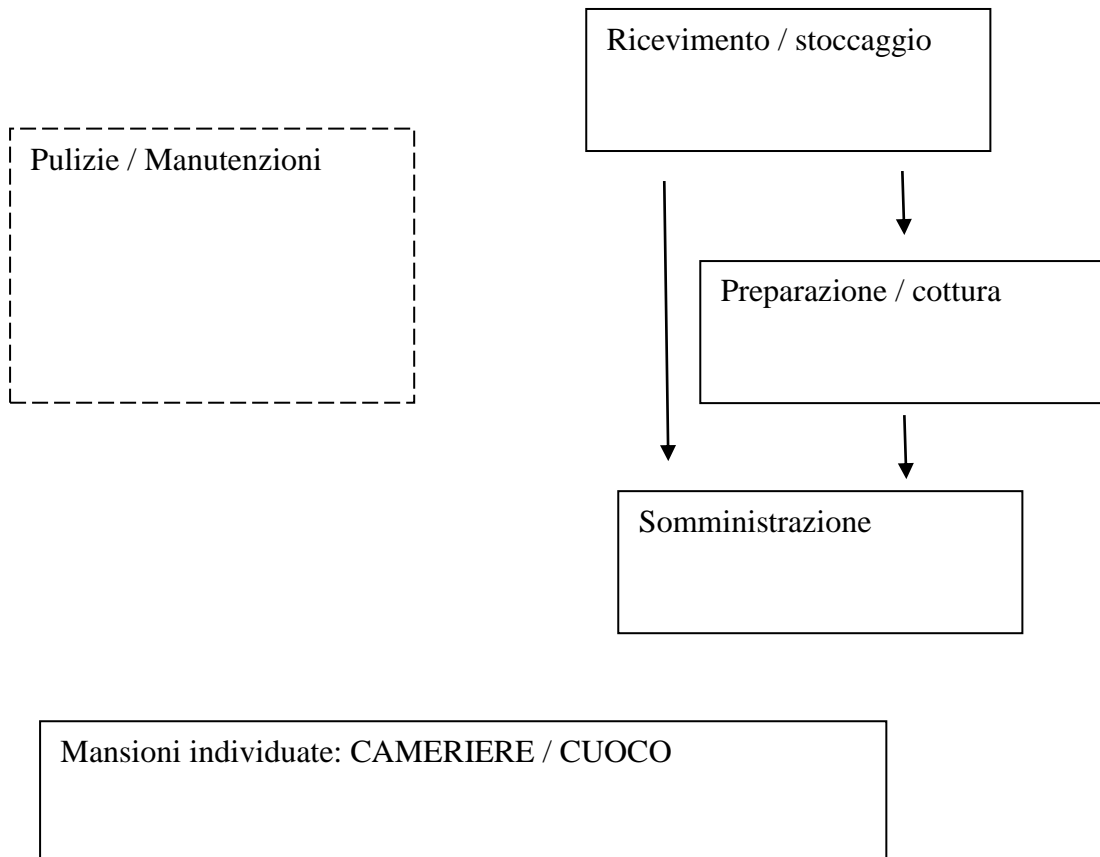 Ricevimento / stoccaggio
Pulizie / Manutenzioni
Preparazione / cottura
Somministrazione
Mansioni individuate: CAMERIERE / CUOCO